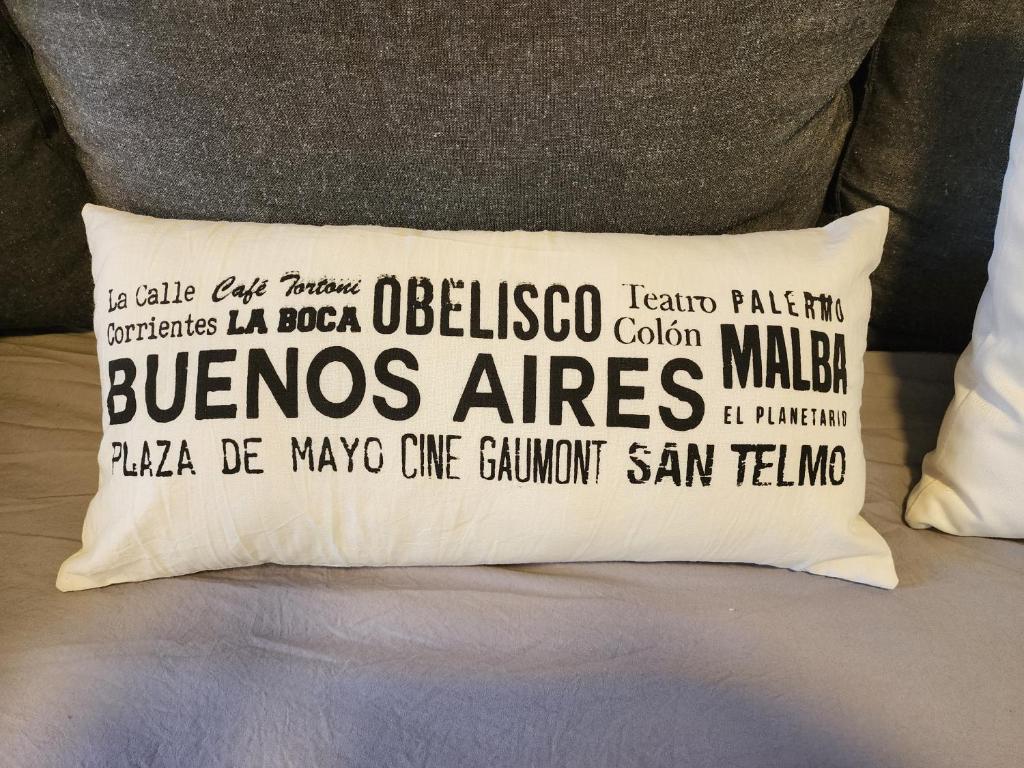 La Calle Corrientes
Café Tortoni
LA BOCA
OBELISCO
Teatro Colón
PALERMO
MALBA
EL PLANETARIO
BUENOS AIRES
PLAZA DE MAYO
CINE GAUMONT
SAN TELMO